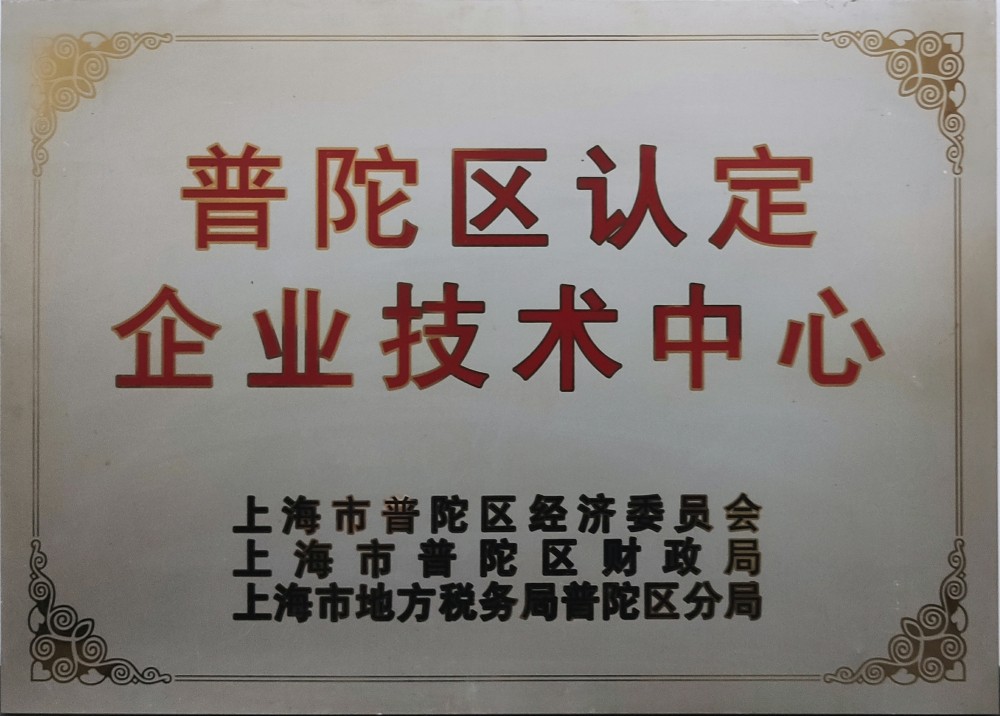 普陀区认定
企业技术中心
上海市普陀区经济委员会
上海市普陀区财政局
上海市地方税务局普陀区分局